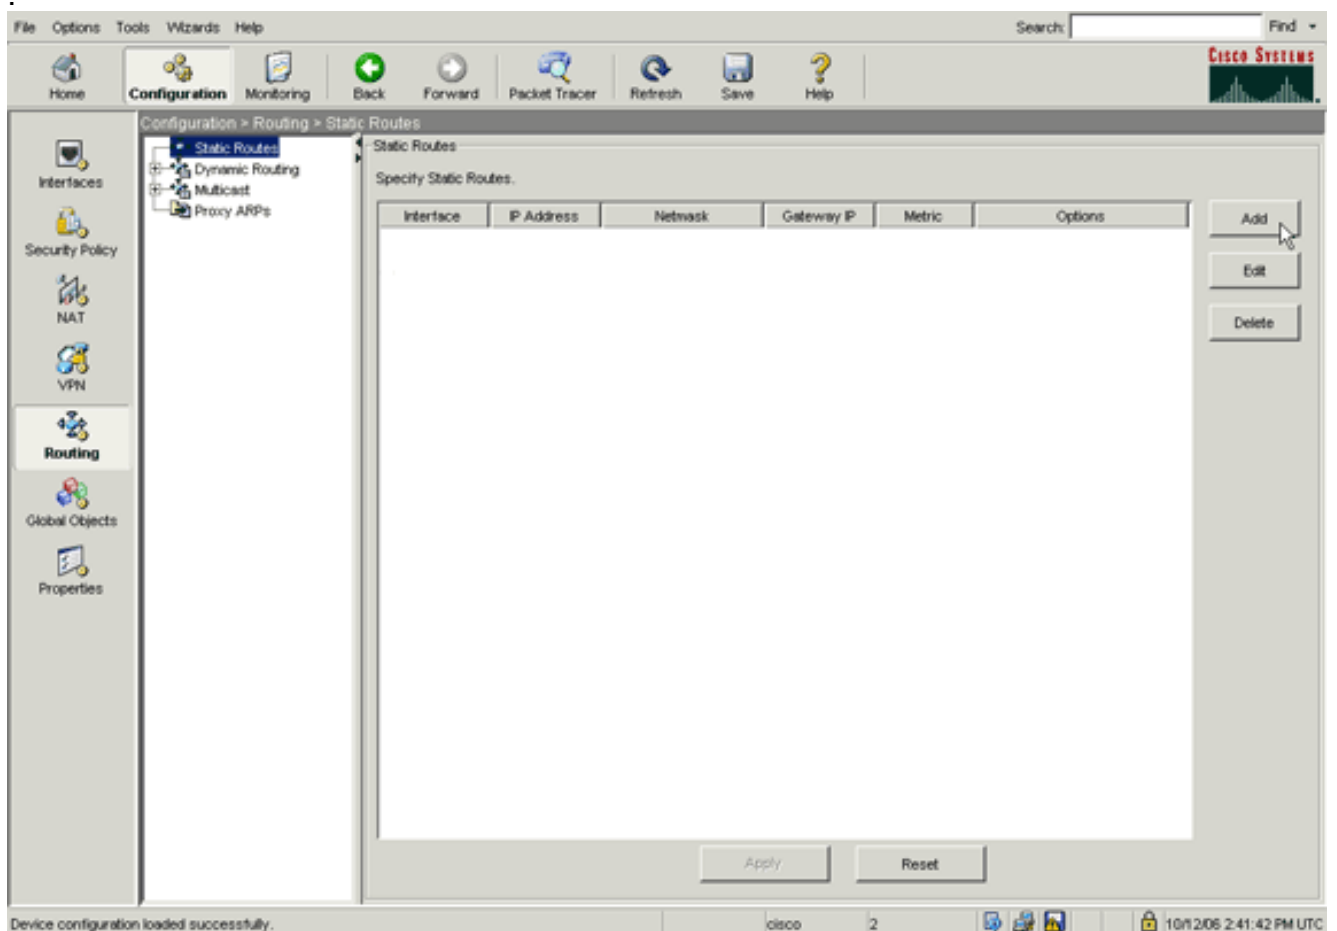 File Options Tools Wizards Help Search: Find
Home Configuration Monitoring Back Forward Packet Tracer Refresh Save Help
CISCO SYSTEMS
Configuration > Routing > Static Routes
Interfaces
Security Policy
NAT
VPN
Routing
Global Objects
Properties
Static Routes
Dynamic Routing
Multicast
Proxy ARPs
Static Routes
Specify Static Routes.
Interface IP Address Netmask Gateway IP Metric Options
Add
Edit
Delete
Apply Reset
Device configuration loaded successfully. cisco 2 10/12/06 2:41:42 PM UTC